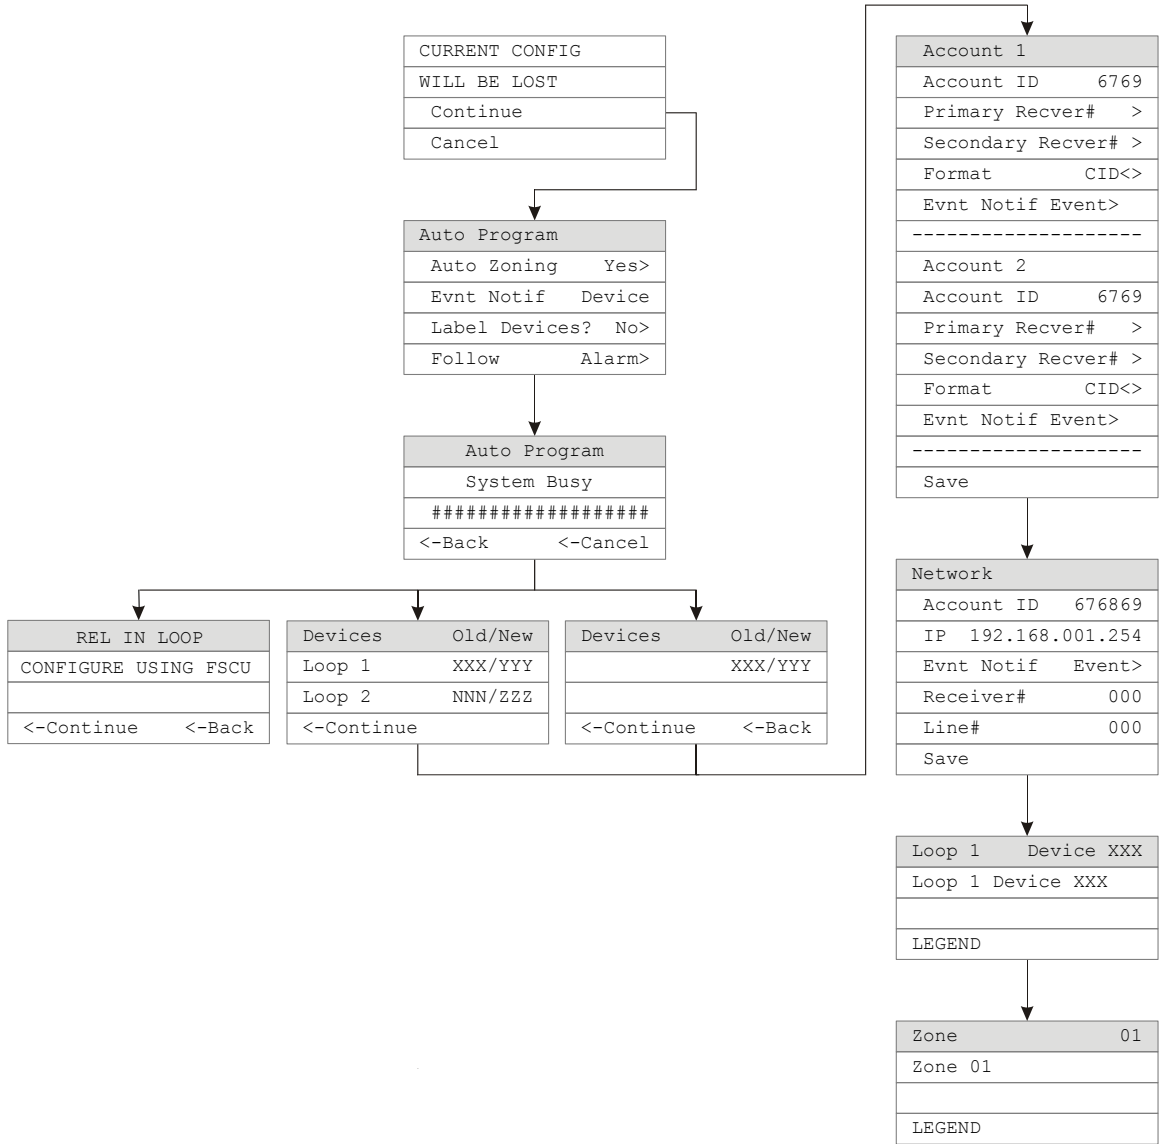 CURRENT CONFIG
WILL BE LOST
Continue
Cancel
Auto Program
Auto Zoning Yes>
Evnt Notif Device
Label Devices? No>
Follow Alarm>
Auto Program
System Busy
###################
<-Back <-Cancel
REL IN LOOP
CONFIGURE USING FSCU
<-Continue <-Back
Devices Old/New
Loop 1 XXX/YYY
Loop 2 NNN/ZZZ
<-Continue
Devices Old/New
XXX/YYY
<-Continue <-Back
Account 1
Account ID 6769
Primary Recver# >
Secondary Recver# >
Format CID<>
Evnt Notif Event>
--------------------
Account 2
Account ID 6769
Primary Recver# >
Secondary Recver# >
Format CID<>
Evnt Notif Event>
--------------------
Save
Network
Account ID 676869
IP 192.168.001.254
Evnt Notif Event>
Receiver# 000
Line# 000
Save
Loop 1 Device XXX
Loop 1 Device XXX
LEGEND
Zone 01
Zone 01
LEGEND